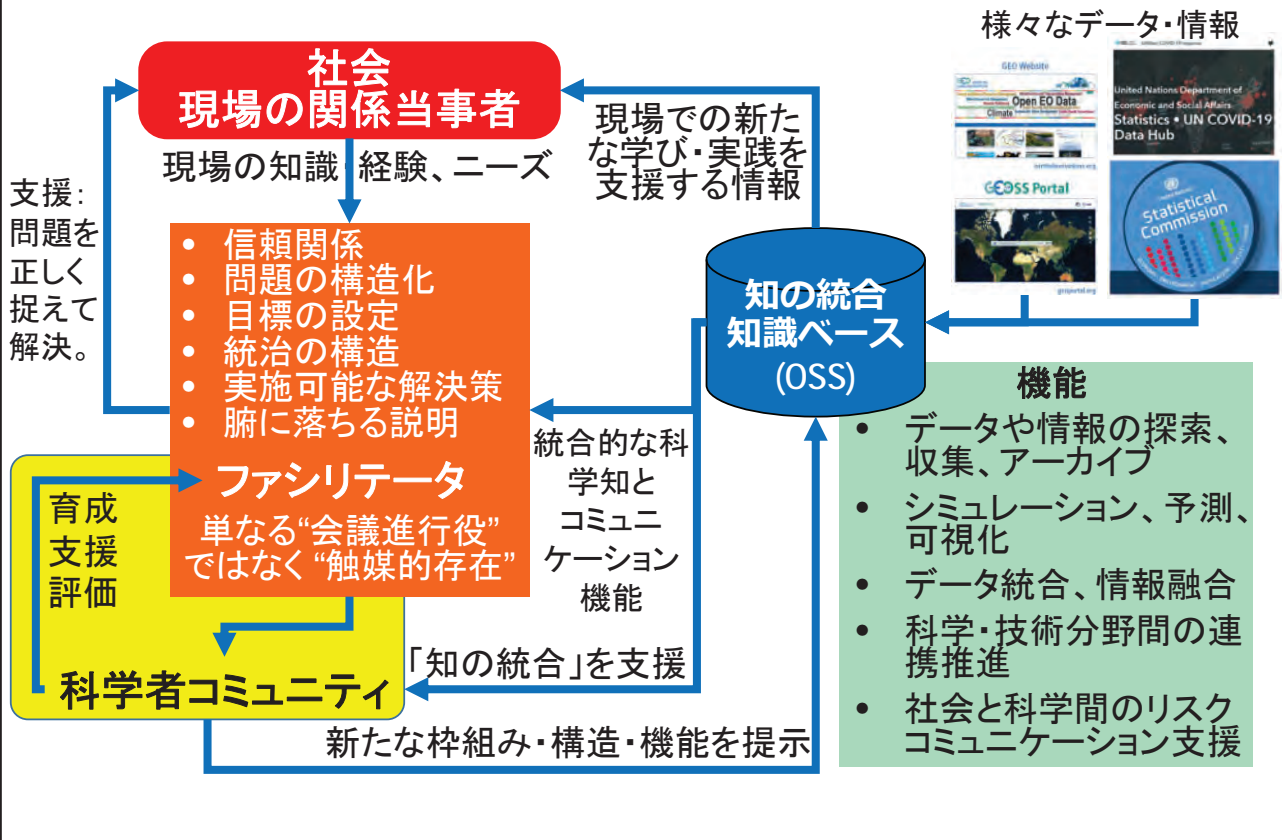 様々なデータ・情報
社会
現場の関係当事者
現場の知識・経験、ニーズ
支援：
問題を
正しく
捉えて
解決。
• 信頼関係
• 問題の構造化
• 目標の設定
• 統治の構造
• 実施可能な解決策
• 腑に落ちる説明
ファシリテータ
単なる“会議進行役”
ではなく“触媒的存在”
育成
支援
評価
科学者コミュニティ
現場での新た
な学び・実践を
支援する情報
知の統合
知識ベース
(OSS)
統合的な科
学知と
コミュニ
ケーション
機能
「知の統合」を支援
新たな枠組み・構造・機能を提示
GEO Website
Open EO Data
Climate
GEOSS Portal
geoportal.org
United Nations Department of
Economic and Social Affairs
Statistics • UN COVID-19
Data Hub
Statistical
Commission
機能
• データや情報の探索、
収集、アーカイブ
• シミュレーション、予測、
可視化
• データ統合、情報融合
• 科学・技術分野間の連
携推進
• 社会と科学間のリスク
コミュニケーション支援